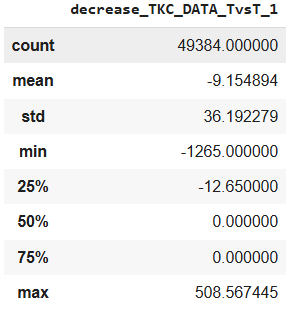 decrease_TKC_DATA_TvsT_1
count 49384.000000
mean -9.154894
std 36.192279
min -1265.000000
25% -12.650000
50% 0.000000
75% 0.000000
max 508.567445